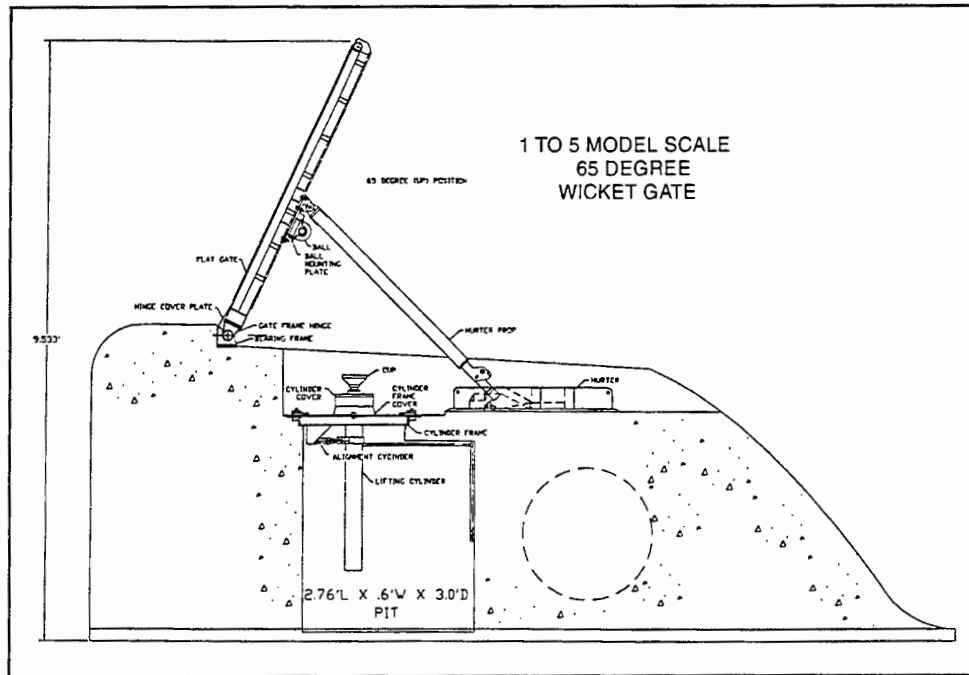 1 TO 5 MODEL SCALE
65 DEGREE
WICKET GATE
65 DEGREE (UP) POSITION
BALL
BALL
MOUNTING
PLATE
FLAT GATE
HINGE COVER PLATE
GATE FRAME HINGE
BEARING FRAME
9.533'
HURTER PROP
CUP
HURTER
CYLINDER
COVER
CYLINDER
FRAME
COVER
CYLINDER FRAME
ALIGNMENT CYCINDER
LIFTING CYLINDER
2.76'L X .6'W X 3.0'D
PIT